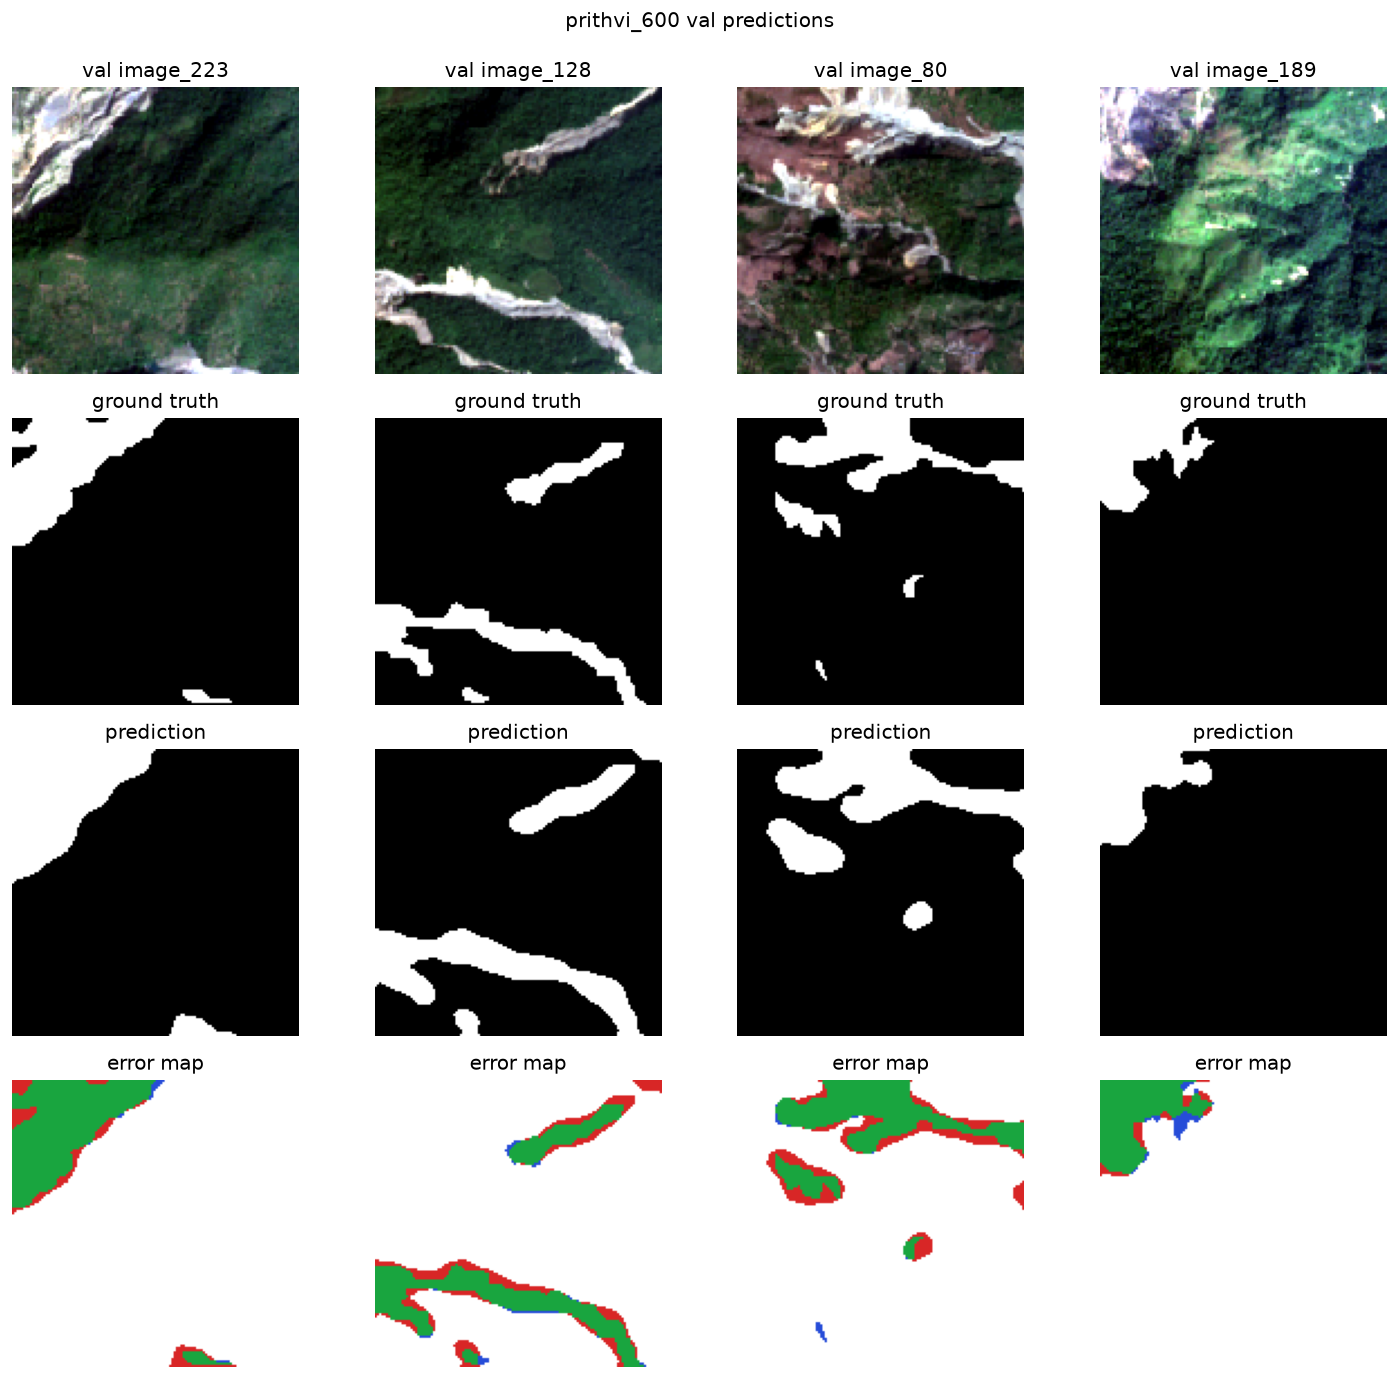 prithvi_600 val predictions
val image_223 val image_128 val image_80 val image_189
ground truth ground truth ground truth ground truth
prediction prediction prediction prediction
error map error map error map error map